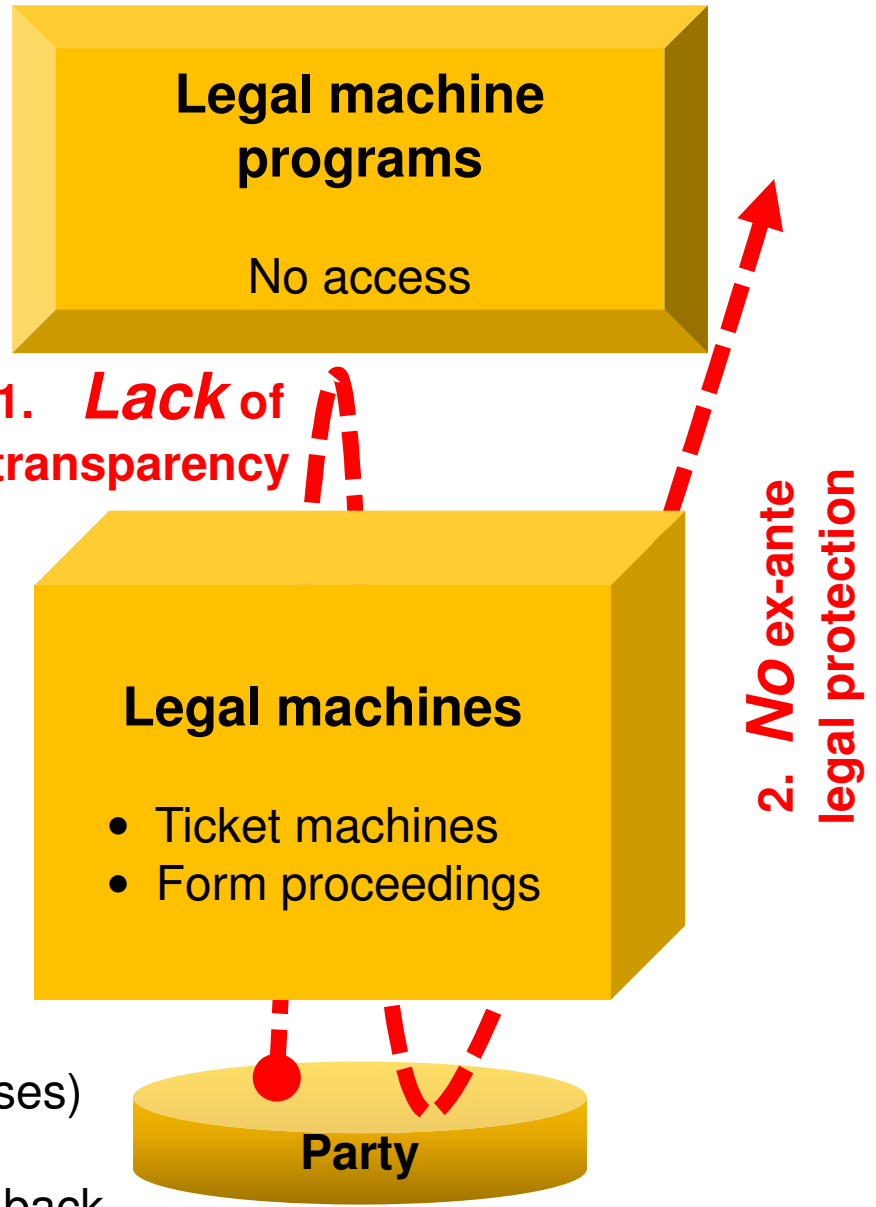 Legal machine
programs
No access
1. Lack of
transparency
Legal machines
• Ticket machines
• Form proceedings
2. No ex-ante
legal protection
Party